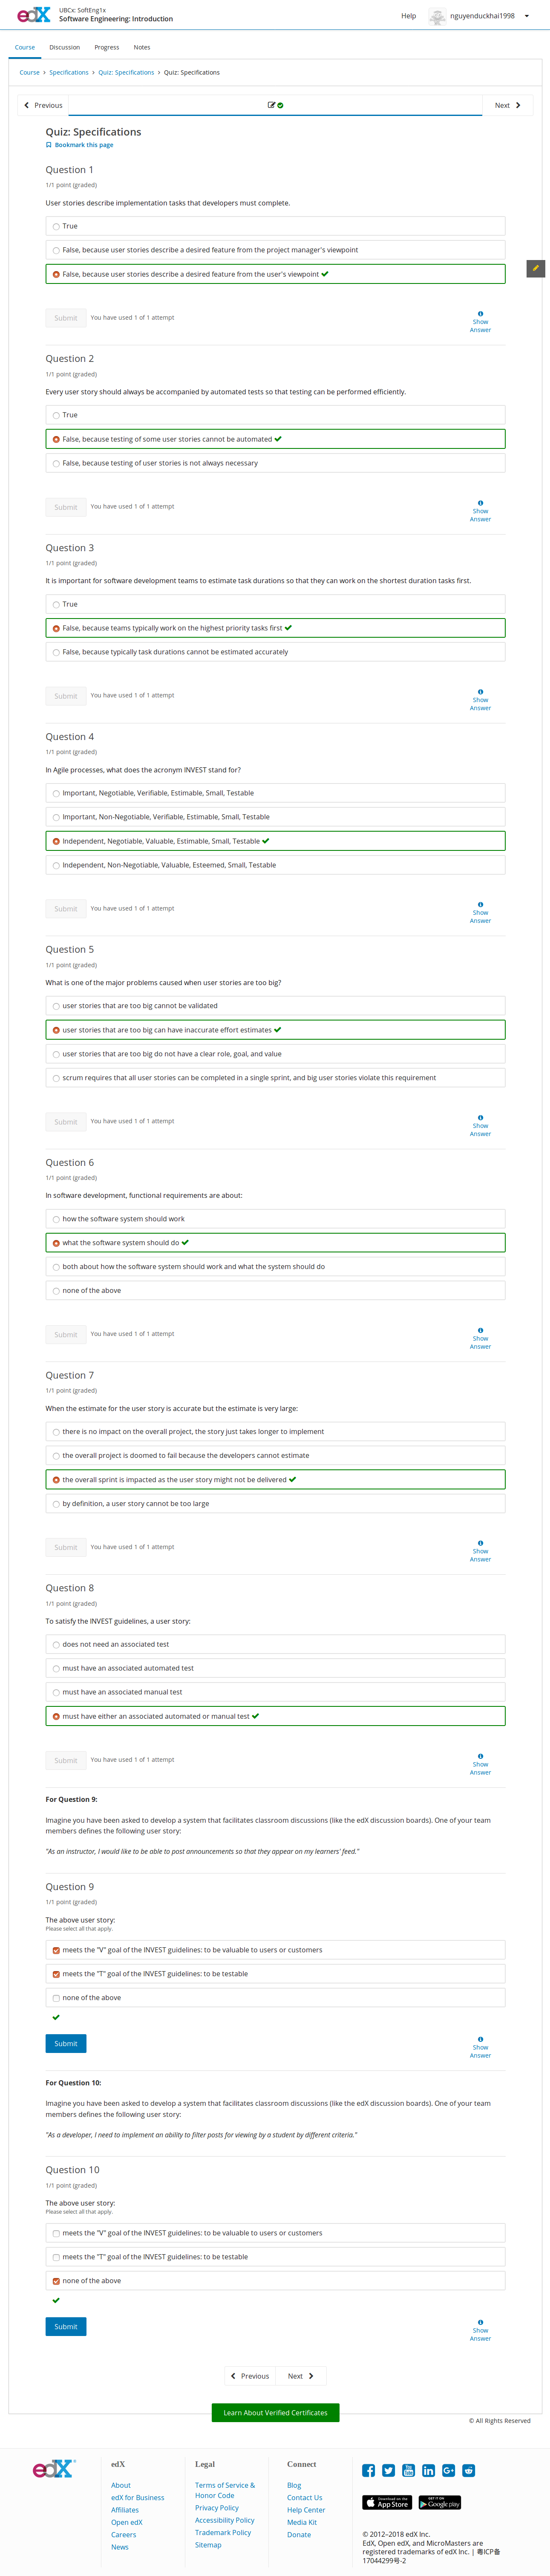 edX
UBCx: SoftEng1x
Software Engineering: Introduction
Help
nguyenduckhai1998
Course
Discussion
Progress
Notes
Course > Specifications > Quiz: Specifications > Quiz: Specifications
Previous
Next
Quiz: Specifications
Bookmark this page
Question 1
1/1 point (graded)
User stories describe implementation tasks that developers must complete.
True
False, because user stories describe a desired feature from the project manager's viewpoint
False, because user stories describe a desired feature from the user's viewpoint
Submit
You have used 1 of 1 attempt
Show
Answer
Question 2
1/1 point (graded)
Every user story should always be accompanied by automated tests so that testing can be performed efficiently.
True
False, because testing of some user stories cannot be automated
False, because testing of user stories is not always necessary
Submit
You have used 1 of 1 attempt
Show
Answer
Question 3
1/1 point (graded)
It is important for software development teams to estimate task durations so that they can work on the shortest duration tasks first.
True
False, because teams typically work on the highest priority tasks first
False, because typically task durations cannot be estimated accurately
Submit
You have used 1 of 1 attempt
Show
Answer
Question 4
1/1 point (graded)
In Agile processes, what does the acronym INVEST stand for?
Important, Negotiable, Verifiable, Estimable, Small, Testable
Important, Non-Negotiable, Verifiable, Estimable, Small, Testable
Independent, Negotiable, Valuable, Estimable, Small, Testable
Independent, Non-Negotiable, Valuable, Esteemed, Small, Testable
Submit
You have used 1 of 1 attempt
Show
Answer
Question 5
1/1 point (graded)
What is one of the major problems caused when user stories are too big?
user stories that are too big cannot be validated
user stories that are too big can have inaccurate effort estimates
user stories that are too big do not have a clear role, goal, and value
scrum requires that all user stories can be completed in a single sprint, and big user stories violate this requirement
Submit
You have used 1 of 1 attempt
Show
Answer
Question 6
1/1 point (graded)
In software development, functional requirements are about:
how the software system should work
what the software system should do
both about how the software system should work and what the system should do
none of the above
Submit
You have used 1 of 1 attempt
Show
Answer
Question 7
1/1 point (graded)
When the estimate for the user story is accurate but the estimate is very large:
there is no impact on the overall project, the story just takes longer to implement
the overall project is doomed to fail because the developers cannot estimate
the overall sprint is impacted as the user story might not be delivered
by definition, a user story cannot be too large
Submit
You have used 1 of 1 attempt
Show
Answer
Question 8
1/1 point (graded)
To satisfy the INVEST guidelines, a user story:
does not need an associated test
must have an associated automated test
must have an associated manual test
must have either an associated automated or manual test
Submit
You have used 1 of 1 attempt
Show
Answer
For Question 9:
Imagine you have been asked to develop a system that facilitates classroom discussions (like the edX discussion boards). One of your team
members defines the following user story:
"As an instructor, I would like to be able to post announcements so that they appear on my learners' feed."
Question 9
1/1 point (graded)
The above user story:
Please select all that apply.
meets the "V" goal of the INVEST guidelines: to be valuable to users or customers
meets the "T" goal of the INVEST guidelines: to be testable
none of the above
Submit
Show
Answer
For Question 10:
Imagine you have been asked to develop a system that facilitates classroom discussions (like the edX discussion boards). One of your team
members defines the following user story:
"As a developer, I need to implement an ability to filter posts for viewing by a student by different criteria."
Question 10
1/1 point (graded)
The above user story:
Please select all that apply.
meets the "V" goal of the INVEST guidelines: to be valuable to users or customers
meets the "T" goal of the INVEST guidelines: to be testable
none of the above
Submit
Show
Answer
Previous
Next
Learn About Verified Certificates
© All Rights Reserved
edX
edX
About
edX for Business
Affiliates
Open edX
Careers
News
Legal
Terms of Service &
Honor Code
Privacy Policy
Accessibility Policy
Trademark Policy
Sitemap
Connect
Blog
Contact Us
Help Center
Media Kit
Donate
Download on the
App Store
GET IT ON
Google play
© 2012–2018 edX Inc.
EdX, Open edX, and MicroMasters are
registered trademarks of edX Inc. | 粤ICP备
17044299号-2